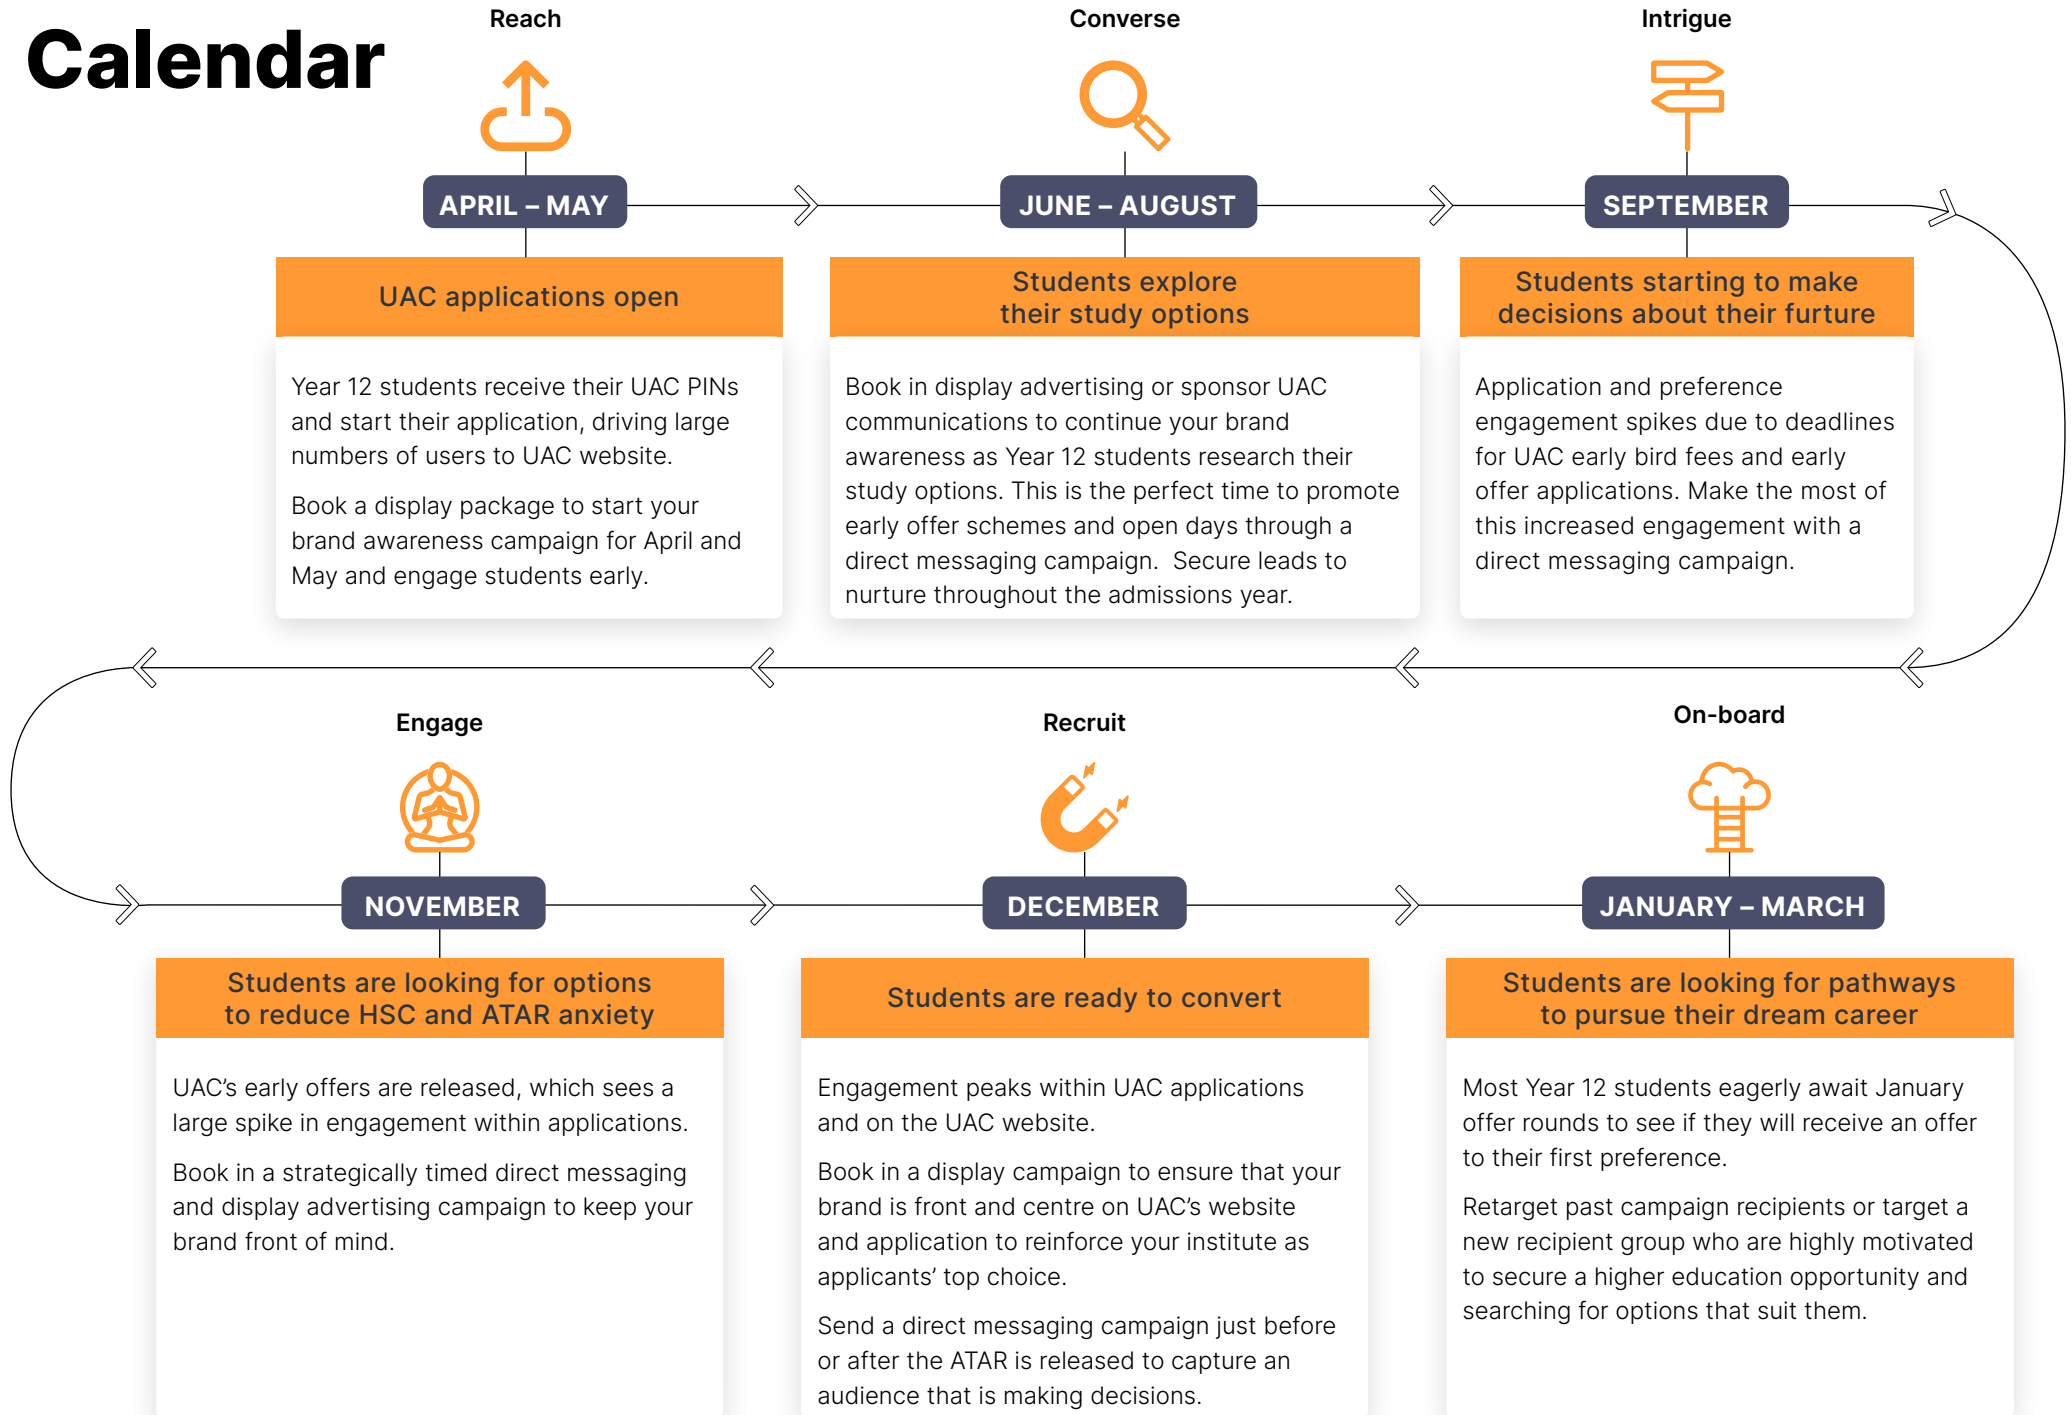 Calendar
Reach
APRIL – MAY
UAC applications open
Year 12 students receive their UAC PINs
and start their application, driving large
numbers of users to UAC website.
Book a display package to start your
brand awareness campaign for April and
May and engage students early.
Converse
JUNE – AUGUST
Students explore
their study options
Book in display advertising or sponsor UAC
communications to continue your brand
awareness as Year 12 students research their
study options. This is the perfect time to promote
early offer schemes and open days through a
direct messaging campaign.  Secure leads to
nurture throughout the admissions year.
Intrigue
SEPTEMBER
Students starting to make
decisions about their furture
Application and preference
engagement spikes due to deadlines
for UAC early bird fees and early
offer applications. Make the most of
this increased engagement with a
direct messaging campaign.
Engage
NOVEMBER
Students are looking for options
to reduce HSC and ATAR anxiety
UAC’s early offers are released, which sees a
large spike in engagement within applications.
Book in a strategically timed direct messaging
and display advertising campaign to keep your
brand front of mind.
Recruit
DECEMBER
Students are ready to convert
Engagement peaks within UAC applications
and on the UAC website.
Book in a display campaign to ensure that your
brand is front and centre on UAC’s website
and application to reinforce your institute as
applicants’ top choice.
Send a direct messaging campaign just before
or after the ATAR is released to capture an
audience that is making decisions.
On-board
JANUARY – MARCH
Students are looking for pathways
to pursue their dream career
Most Year 12 students eagerly await January
offer rounds to see if they will receive an offer
to their first preference.
Retarget past campaign recipients or target a
new recipient group who are highly motivated
to secure a higher education opportunity and
searching for options that suit them.